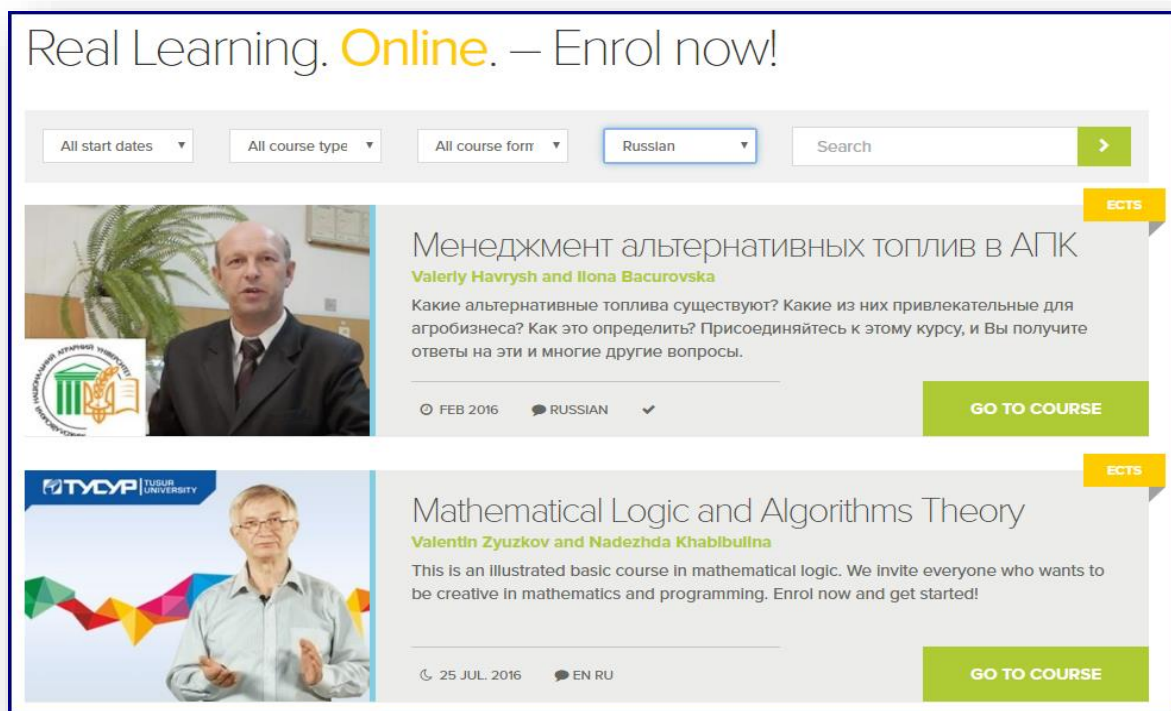 Real Learning. Online. – Enrol now!
All start dates
All course type
All course form
Russian
Search
ECTS
Менеджмент альтернативных топлив в АПК
Valeriy Havrysh and Ilona Bacurovska
Какие альтернативные топлива существуют? Какие из них привлекательные для
агробизнеса? Как это определить? Присоединяйтесь к этому курсу, и Вы получите
ответы на эти и многие другие вопросы.
FEB 2016
RUSSIAN
GO TO COURSE
ECTS
ТУСУР TUSUR
UNIVERSITY
Mathematical Logic and Algorithms Theory
Valentin Zyuzkov and Nadezhda Khabibulina
This is an illustrated basic course in mathematical logic. We invite everyone who wants to
be creative in mathematics and programming. Enrol now and get started!
25 JUL. 2016
EN RU
GO TO COURSE